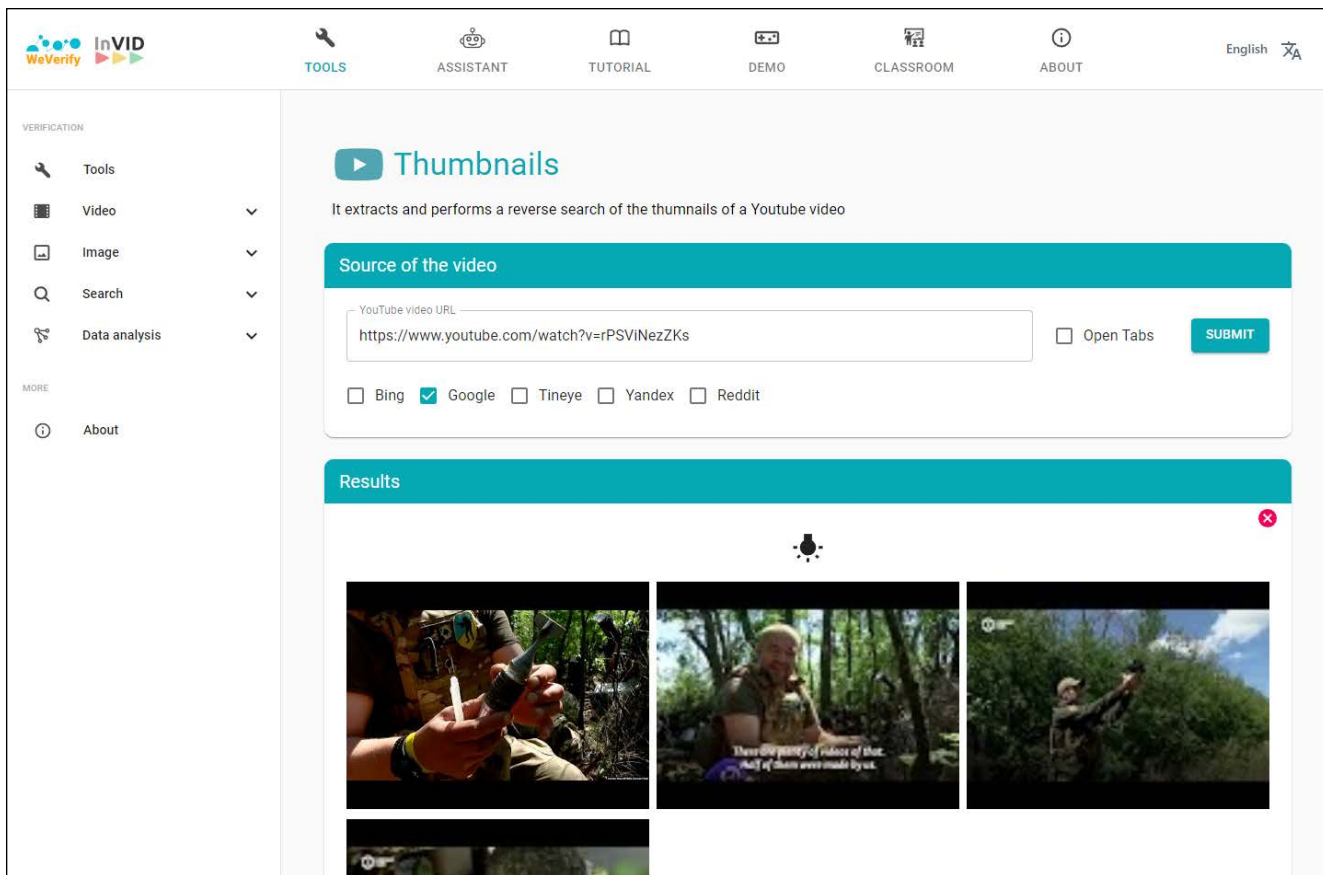 WeVerify
InVID
TOOLS
ASSISTANT
TUTORIAL
DEMO
CLASSROOM
ABOUT
English
VERIFICATION
Tools
Video
Image
Search
Data analysis
MORE
About
Thumbnails
It extracts and performs a reverse search of the thumnails of a Youtube video
Source of the video
YouTube video URL
https://www.youtube.com/watch?v=rPSViNezZKs
Open Tabs
SUBMIT
Bing
Google
Tineye
Yandex
Reddit
Results
There are plenty of videos of that.
Half of them were made by us.